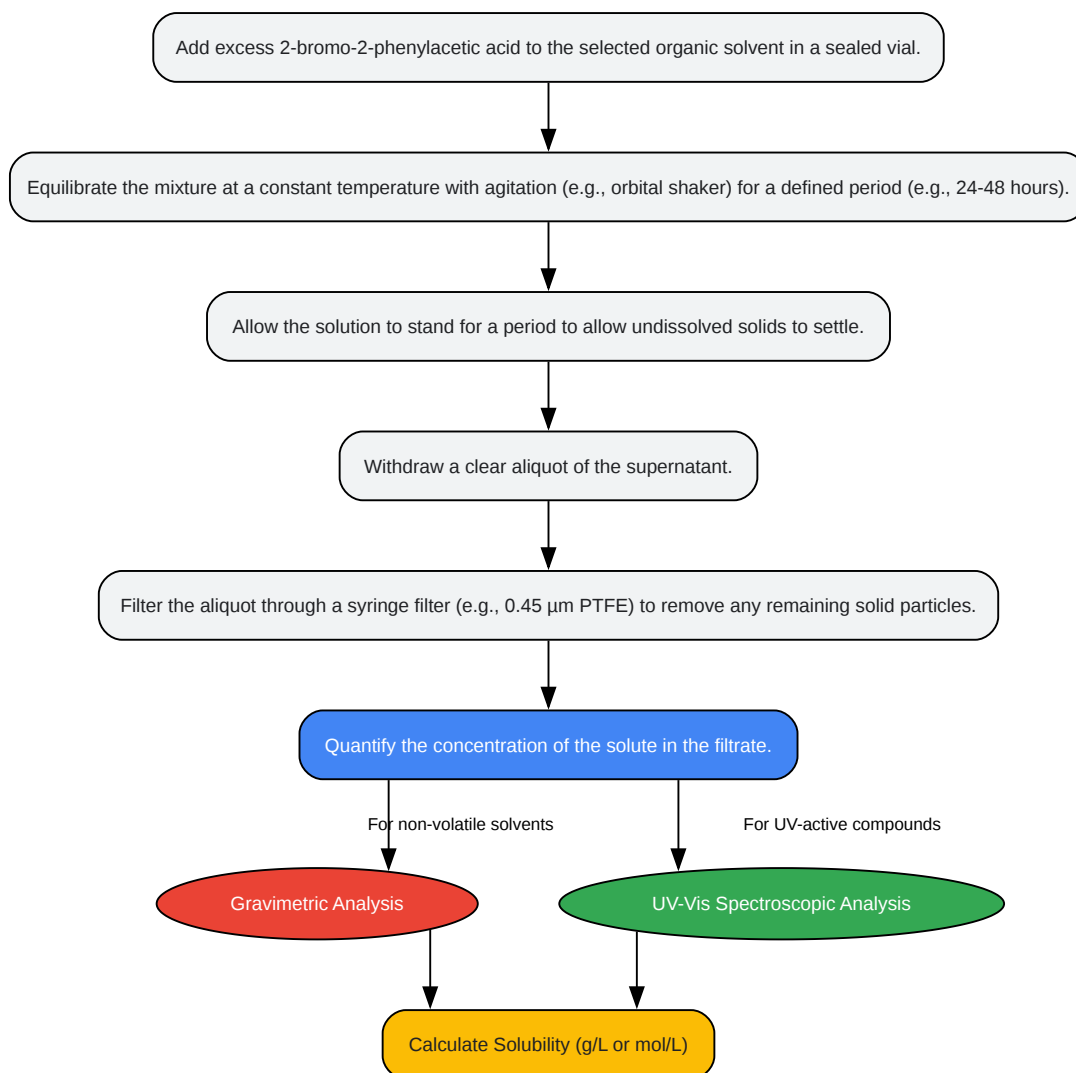 Add excess 2-bromo-2-phenylacetic acid to the selected organic solvent in a sealed vial.
Equilibrate the mixture at a constant temperature with agitation (e.g., orbital shaker) for a defined period (e.g., 24-48 hours).
Allow the solution to stand for a period to allow undissolved solids to settle.
Withdraw a clear aliquot of the supernatant.
Filter the aliquot through a syringe filter (e.g., 0.45 µm PTFE) to remove any remaining solid particles.
Quantify the concentration of the solute in the filtrate.
For non-volatile solvents
For UV-active compounds
Gravimetric Analysis
UV-Vis Spectroscopic Analysis
Calculate Solubility (g/L or mol/L)